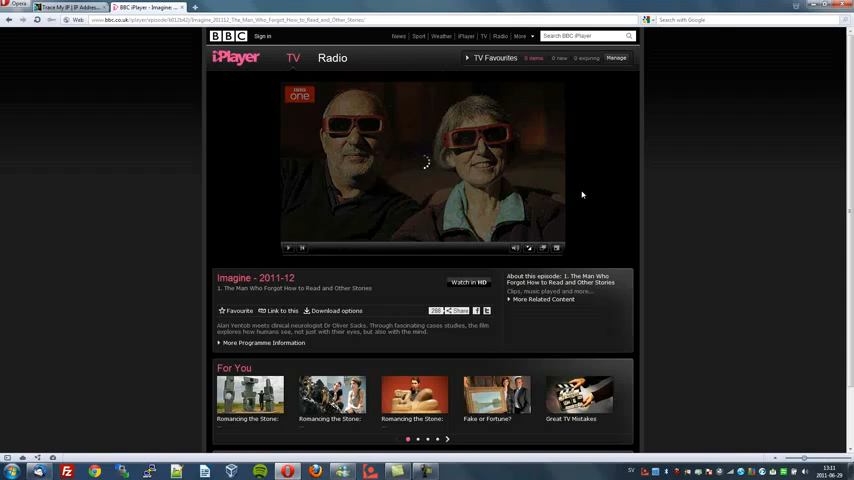 Opera
Trace My IP | IP Address...
BBC iPlayer - Imagine: ...
Web
www.bbc.co.uk/iplayer/episode/b012b42j/Imagine_201112_The_Man_Who_Forgot_How_to_Read_and_Other_Stories/
Search with Google
BBC
Sign in
News
Sport
Weather
iPlayer
TV
Radio
More
Search BBC iPlayer
iPlayer
TV
Radio
TV Favourites
0 items
0 new
0 expiring
Manage
BBC
one
Imagine - 2011-12
1. The Man Who Forgot How to Read and Other Stories
Watch in HD
Favourite
Link to this
Download options
Share
Alan Yentob meets clinical neurologist Dr Oliver Sacks. Through fascinating cases studies, the film
explores how humans see, not just with their eyes, but also with the mind.
More Programme Information
About this episode: 1. The Man Who
Forgot How to Read and Other Stories
Clips, music played and more...
More Related Content
For You
Romancing the Stone:
...
Romancing the Stone:
...
Romancing the Stone:
...
Fake or Fortune?
Great TV Mistakes
SV
13:11
2011-06-29